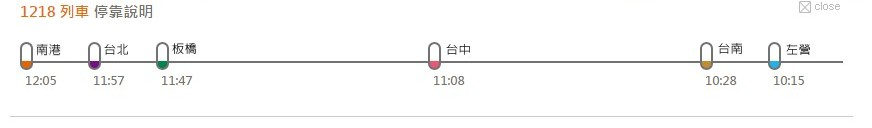 1218 列車 停靠說明
close
南港 台北 板橋 台中 台南 左營
12:05 11:57 11:47 11:08 10:28 10:15